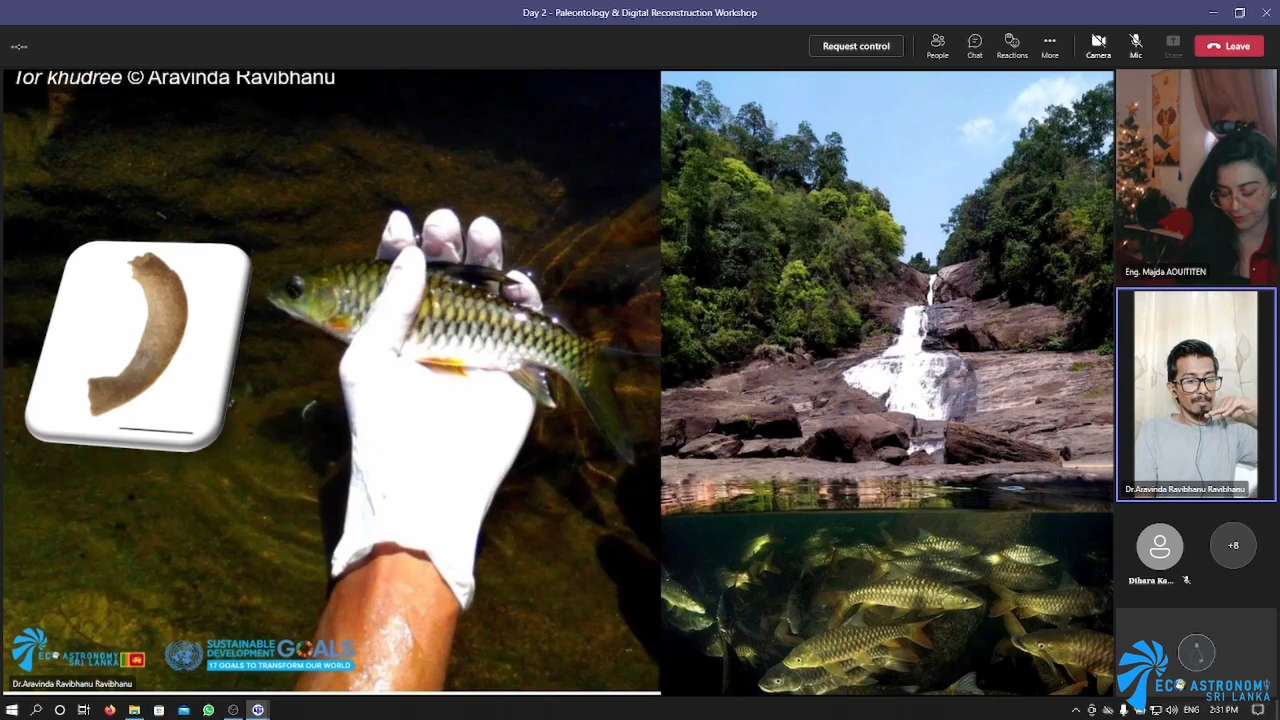 Day 2 - Paleontology & Digital Reconstruction Workshop
Request control
People
Chat
Reactions
More
Camera
Mic
Share
Leave
Tor khudree © Aravinda Ravibhanu
Eng. Majda AOUITITEN
Dr.Aravinda Ravibhanu Ravibhanu
+8
Dihara Ka...
ECO ASTRONOMY
SRI LANKA
SUSTAINABLE
DEVELOPMENT GOALS
17 GOALS TO TRANSFORM OUR WORLD
Dr.Aravinda Ravibhanu Ravibhanu
ECO ASTRONOMY
SRI LANKA
ENG
2:31 PM